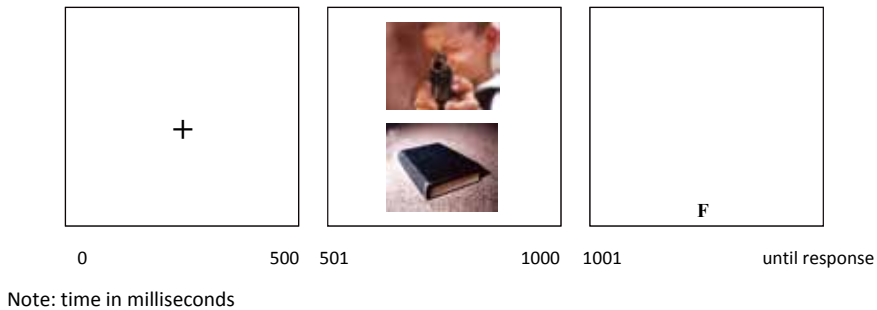 +
F
0 500 501 1000 1001 until response
Note: time in milliseconds